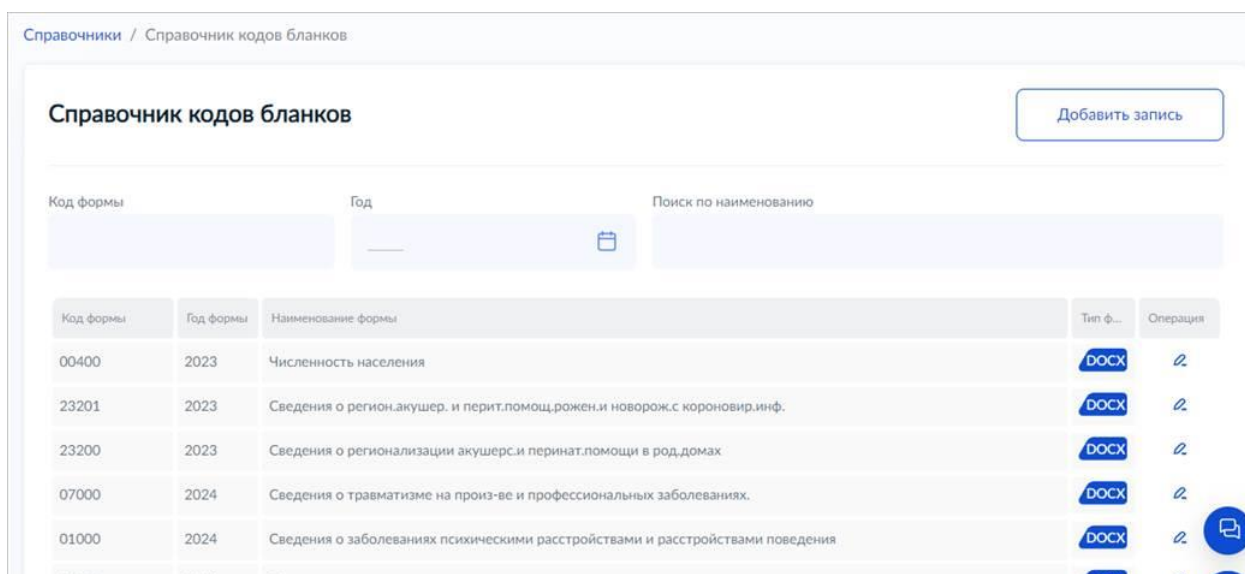 Справочники / Справочник кодов бланков
Справочник кодов бланков
Добавить запись
Код формы
Год
Поиск по наименованию
Код формы Год формы Наименование формы Тип ф... Операция
00400 2023 Численность населения DOCX
23201 2023 Сведения о регион.акушер. и перит.помощ.рожен.и новорож.с короновир.инф. DOCX
23200 2023 Сведения о регионализации акушерс.и перинат.помощи в род.домах DOCX
07000 2024 Сведения о травматизме на произ-ве и профессиональных заболеваниях. DOCX
01000 2024 Сведения о заболеваниях психическими расстройствами и расстройствами поведения DOCX